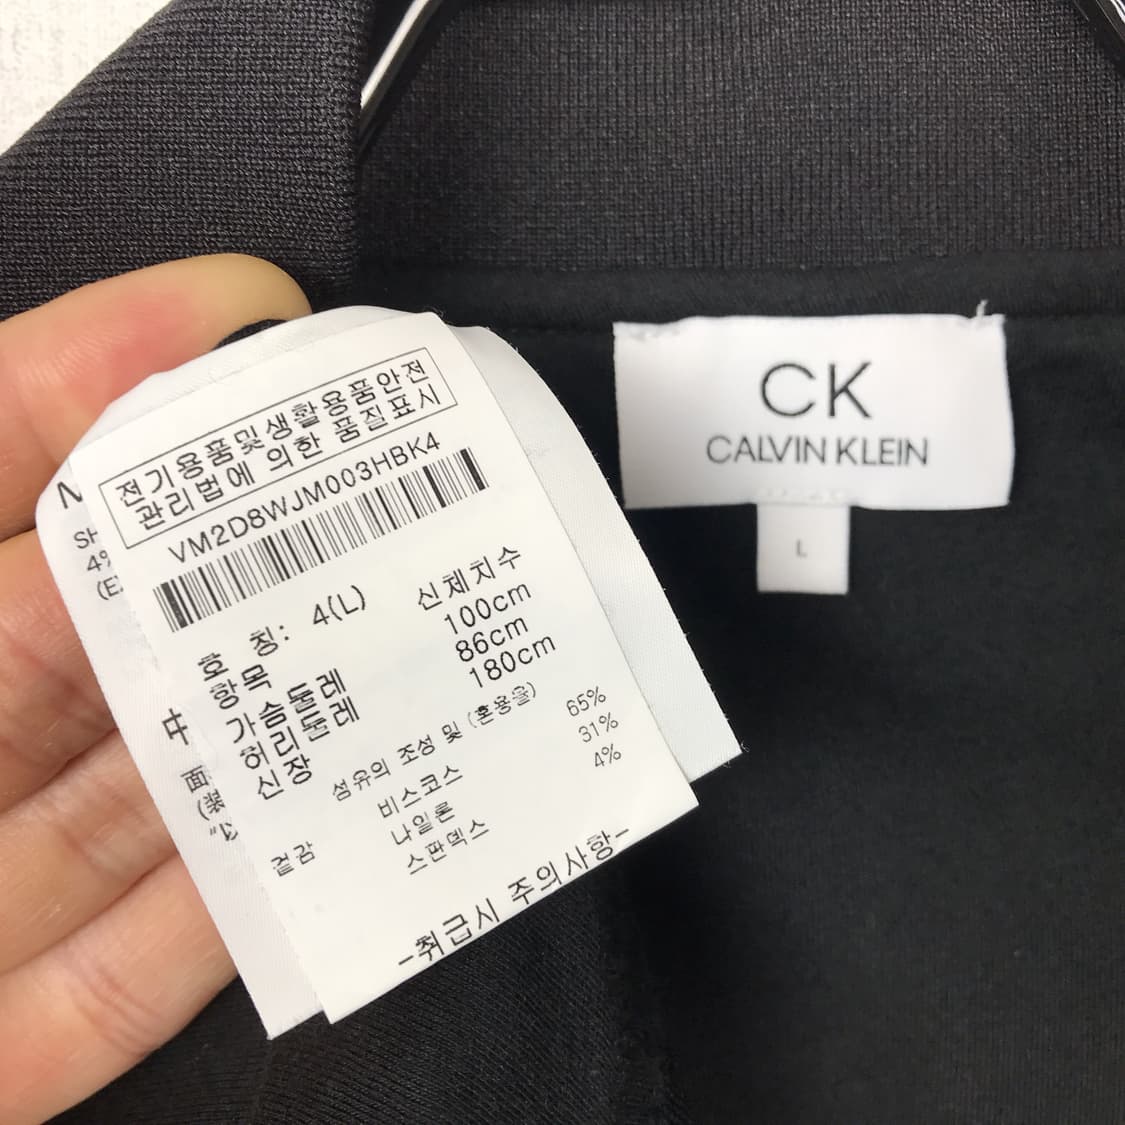 전기용품및생활용품안전
관리법에 의한 품질표시
VM2D8WJM003HBK4
호 칭: 4(L)
항목 신체치수
가슴둘레 100cm
허리둘레 86cm
신장 180cm
섬유의 조성 및 (혼용율)
비스코스 65%
나일론 31%
겉감 스판덱스 4%
-취급시 주의사항-
CK
CALVIN KLEIN
L
中
面